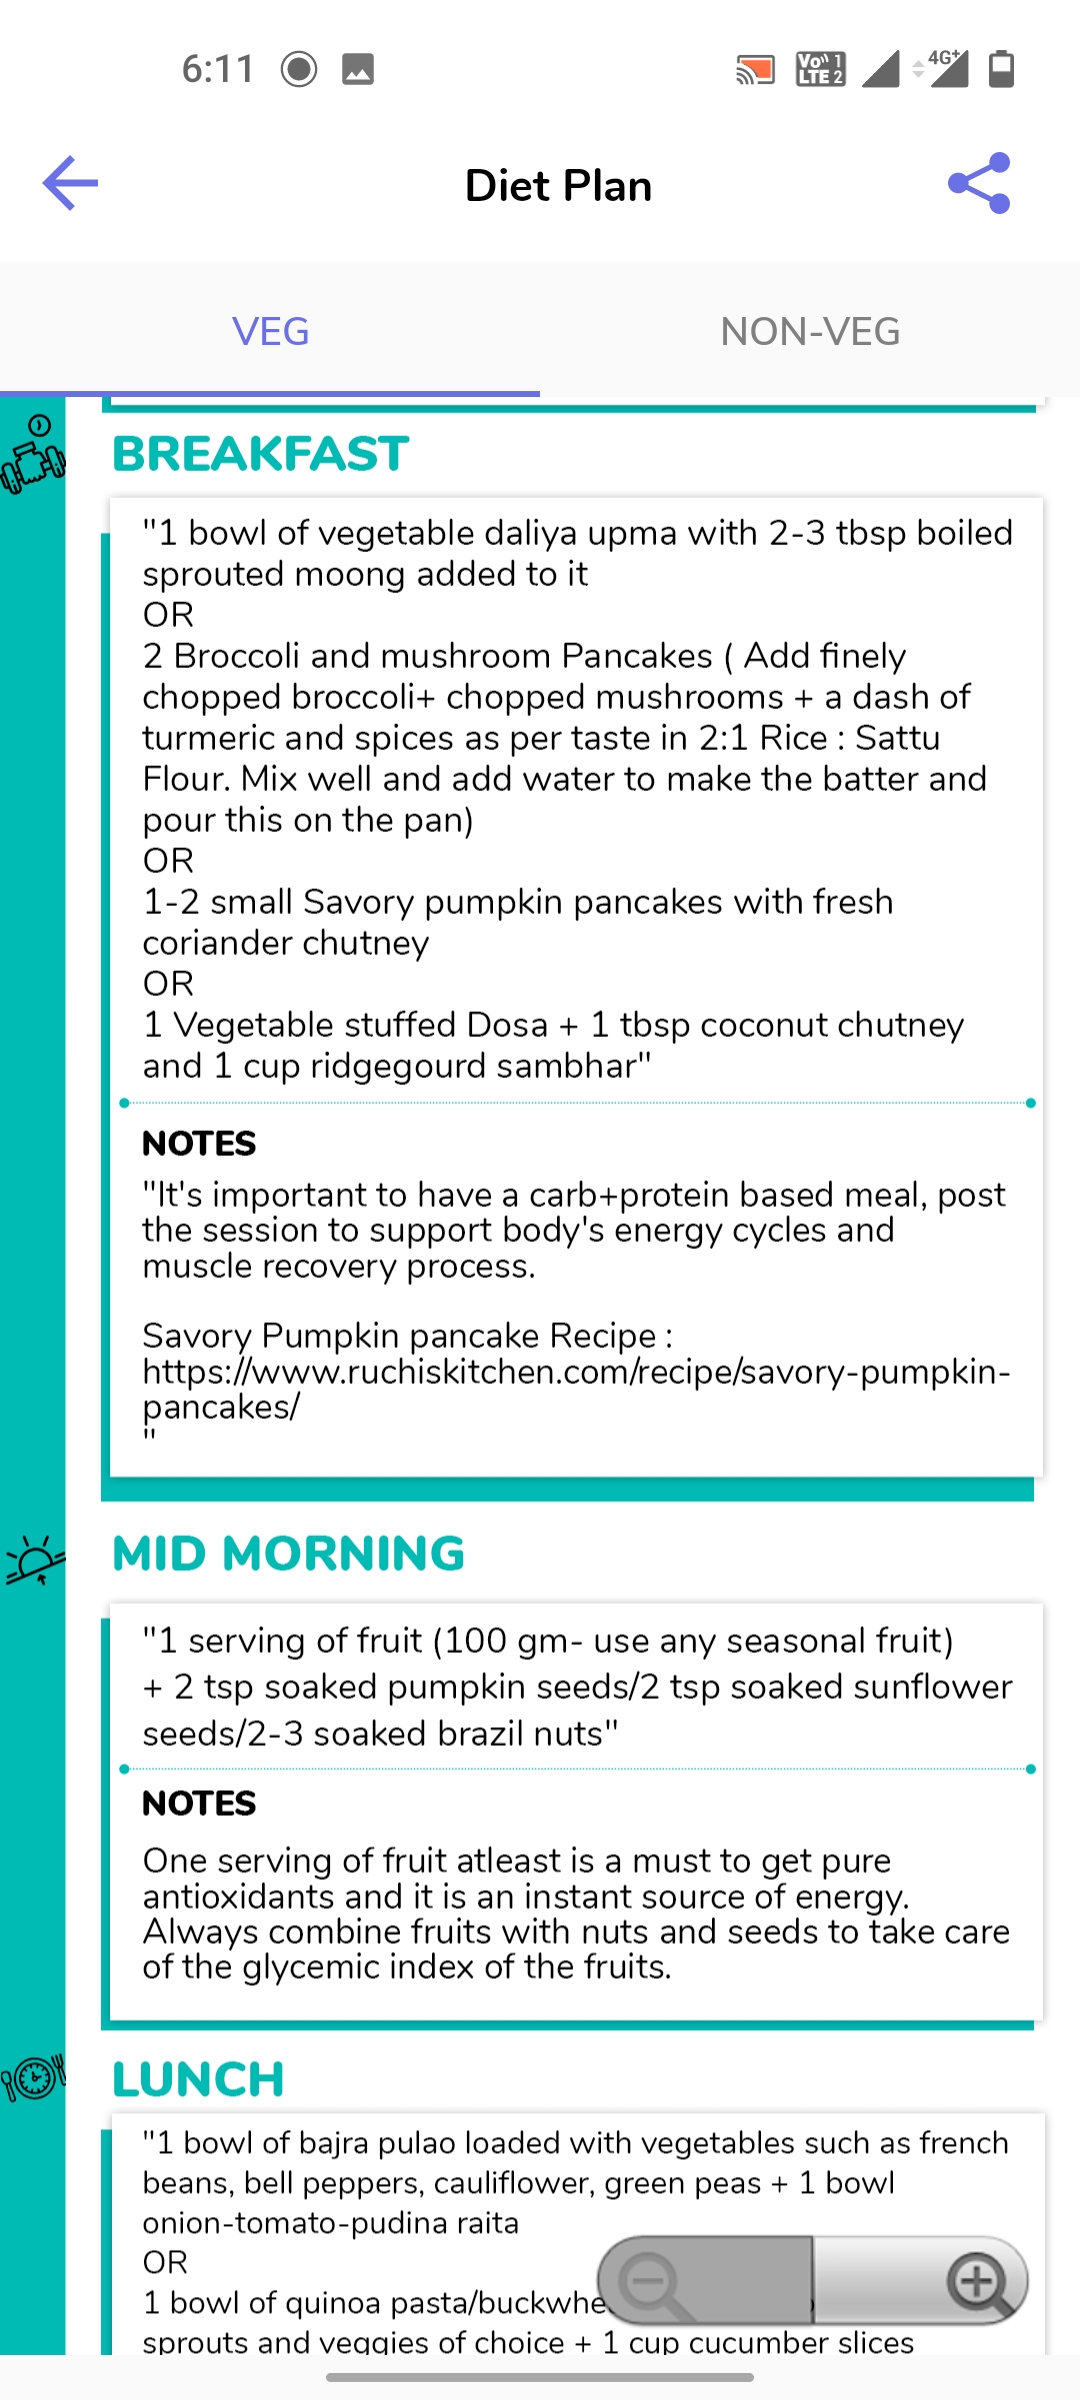 6:11
Vo 1
LTE 2
4G+
Diet Plan
VEG
NON-VEG
BREAKFAST
"1 bowl of vegetable daliya upma with 2-3 tbsp boiled
sprouted moong added to it
OR
2 Broccoli and mushroom Pancakes ( Add finely
chopped broccoli+ chopped mushrooms + a dash of
turmeric and spices as per taste in 2:1 Rice : Sattu
Flour. Mix well and add water to make the batter and
pour this on the pan)
OR
1-2 small Savory pumpkin pancakes with fresh
coriander chutney
OR
1 Vegetable stuffed Dosa + 1 tbsp coconut chutney
and 1 cup ridgegourd sambhar"
NOTES
"It's important to have a carb+protein based meal, post
the session to support body's energy cycles and
muscle recovery process.
Savory Pumpkin pancake Recipe :
https://www.ruchiskitchen.com/recipe/savory-pumpkin-
pancakes/
"
MID MORNING
"1 serving of fruit (100 gm- use any seasonal fruit)
+ 2 tsp soaked pumpkin seeds/2 tsp soaked sunflower
seeds/2-3 soaked brazil nuts"
NOTES
One serving of fruit atleast is a must to get pure
antioxidants and it is an instant source of energy.
Always combine fruits with nuts and seeds to take care
of the glycemic index of the fruits.
LUNCH
"1 bowl of bajra pulao loaded with vegetables such as french
beans, bell peppers, cauliflower, green peas + 1 bowl
onion-tomato-pudina raita
OR
1 bowl of quinoa pasta/buckwhe
sprouts and veggies of choice + 1 cup cucumber slices